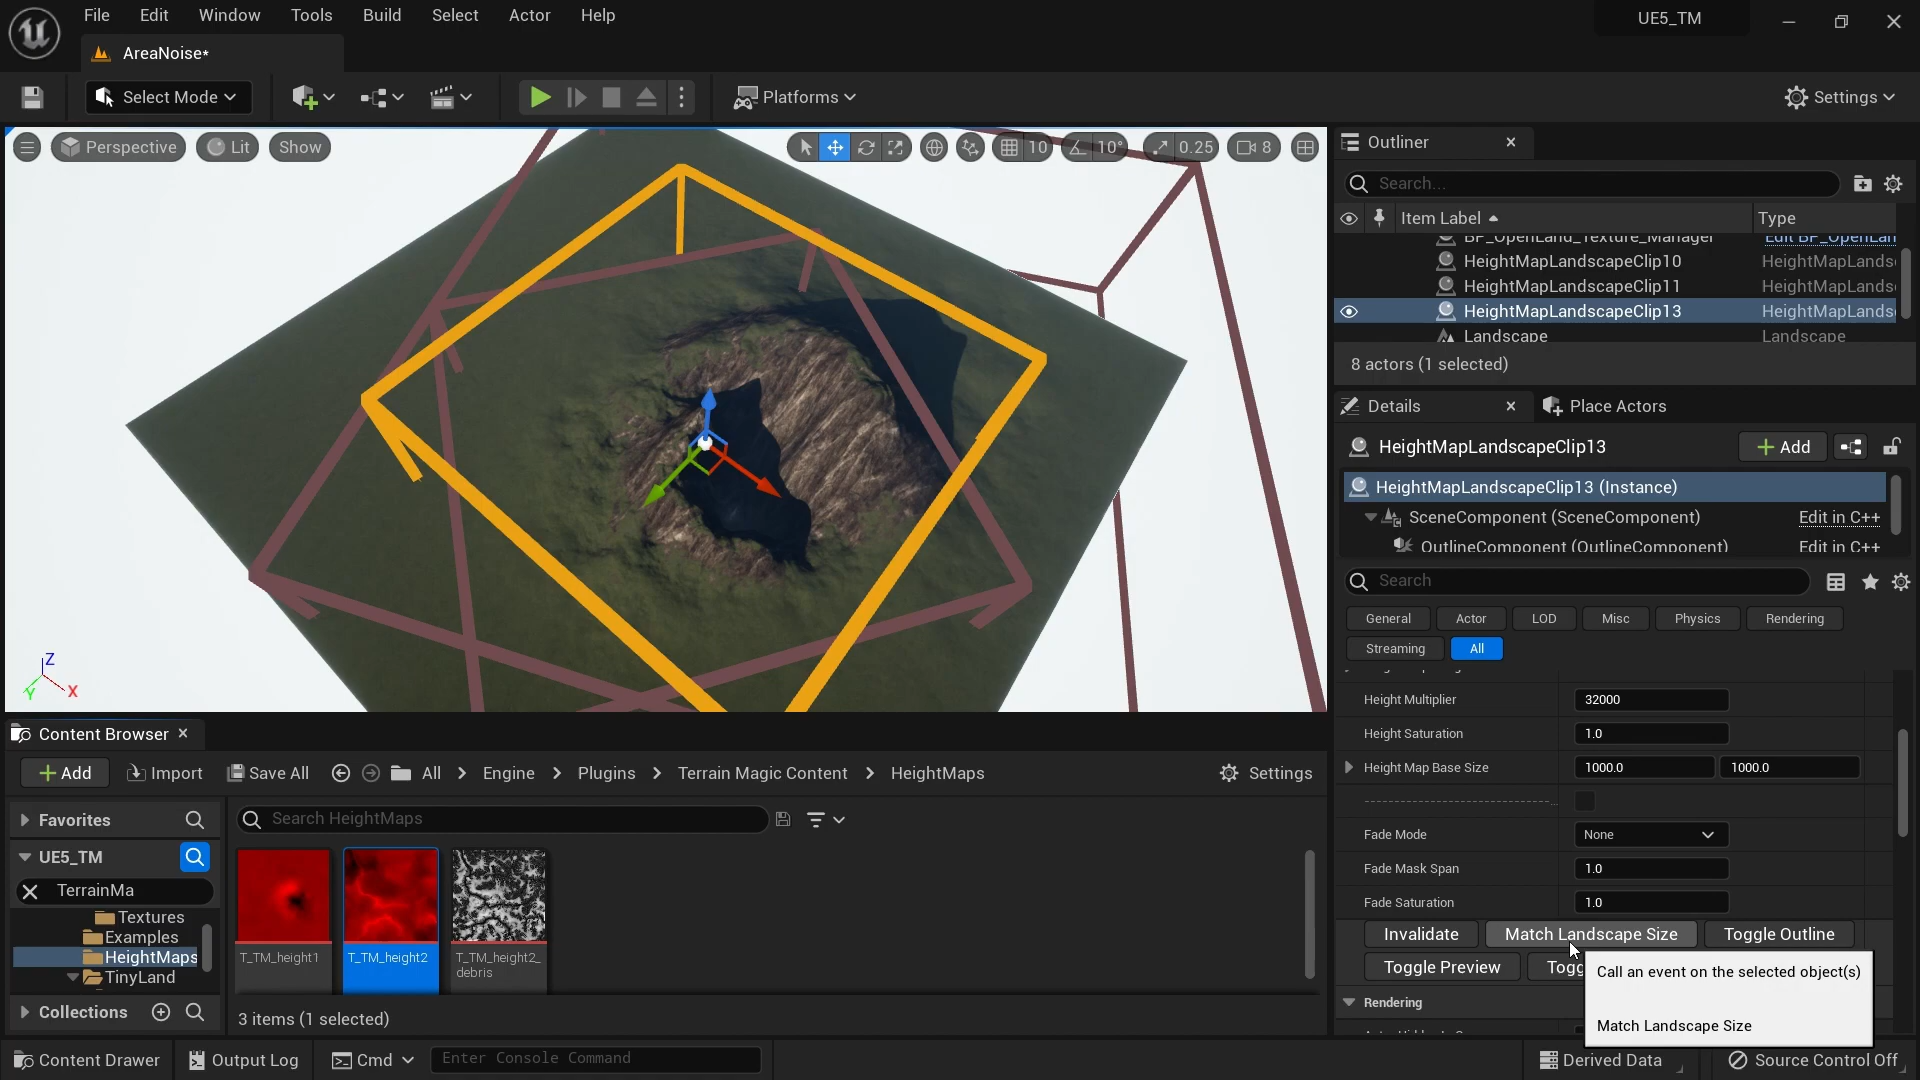 File Edit Window Tools Build Select Actor Help
UE5_TM
AreaNoise*
Select Mode
Platforms
Settings
Perspective
Lit
Show
10
10°
0.25
8
Z
Y
X
Outliner
Search...
Item Label
Type
BP_OpenLand_Texture_Manager Edit BP_OpenLan
HeightMapLandscapeClip10 HeightMapLands
HeightMapLandscapeClip11 HeightMapLands
HeightMapLandscapeClip13 HeightMapLands
Landscape Landscape
8 actors (1 selected)
Details
Place Actors
HeightMapLandscapeClip13
Add
HeightMapLandscapeClip13 (Instance)
SceneComponent (SceneComponent) Edit in C++
OutlineComponent (OutlineComponent) Edit in C++
Search
General Actor LOD Misc Physics Rendering
Streaming All
Height Multiplier 32000
Height Saturation 1.0
Height Map Base Size 1000.0 1000.0
Fade Mode None
Fade Mask Span 1.0
Fade Saturation 1.0
Invalidate Match Landscape Size Toggle Outline
Toggle Preview Togg
Call an event on the selected object(s)
Match Landscape Size
Rendering
Content Browser
Add Import Save All All Engine Plugins Terrain Magic Content HeightMaps Settings
Favorites
Search HeightMaps
UE5_TM
TerrainMa
Textures
Examples
HeightMaps
TinyLand
Collections
T_TM_height1
T_TM_height2
T_TM_height2_
debris
3 items (1 selected)
Content Drawer Output Log Cmd Enter Console Command Derived Data Source Control Off